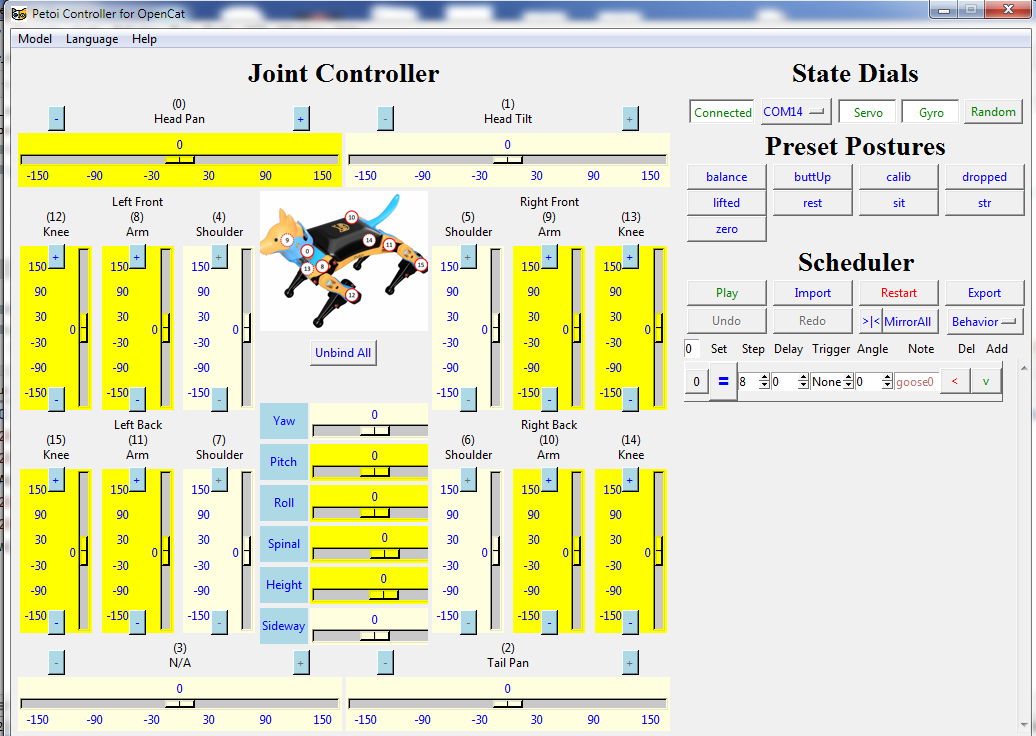 Petoi Controller for OpenCat
Model Language Help
Joint Controller
(0)
Head Pan
- +
0
-150 -90 -30 30 90 150
(1)
Head Tilt
- +
0
-150 -90 -30 30 90 150
Left Front
(12) (8) (4)
Knee Arm Shoulder
+ + +
150 150 150
90 90 90
30 30 30
0 0 0
-30 -30 -30
-90 -90 -90
-150 -150 -150
- - -
10
9
14
11
0
13 8
15
12
Unbind All
Right Front
(5) (9) (13)
Shoulder Arm Knee
+ + +
150 150 150
90 90 90
30 30 30
0 0 0
-30 -30 -30
-90 -90 -90
-150 -150 -150
- - -
Left Back
(15) (11) (7)
Knee Arm Shoulder
+ + +
150 150 150
90 90 90
30 30 30
0 0 0
-30 -30 -30
-90 -90 -90
-150 -150 -150
- - -
Yaw 0
Pitch 0
Roll 0
Spinal 0
Height 0
Sideway 0
Right Back
(6) (10) (14)
Shoulder Arm Knee
+ + +
150 150 150
90 90 90
30 30 30
0 0 0
-30 -30 -30
-90 -90 -90
-150 -150 -150
- - -
(3)
N/A
- +
0
-150 -90 -30 30 90 150
(2)
Tail Pan
- +
0
-150 -90 -30 30 90 150
State Dials
Connected COM14 Servo Gyro Random
Preset Postures
balance buttUp calib dropped
lifted rest sit str
zero
Scheduler
Play Import Restart Export
Undo Redo >|< MirrorAll Behavior
0 Set Step Delay Trigger Angle Note Del Add
0 = 8 0 None 0 goose0 < v